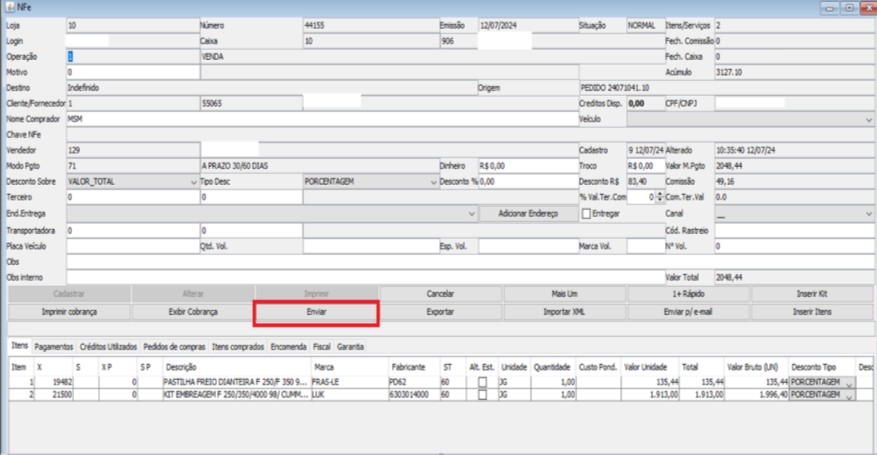 NFe
Loja 10 Número 44155 Emissão 12/07/2024 Situação NORMAL Itens/Serviços 2
Login Caixa 10 906 Fech. Comissão 0
Operação 1 VENDA Fech. Caixa 0
Motivo 0 Acúmulo 3127.10
Destino Indefinido Origem PEDIDO 24071041.10
Cliente/Fornecedor 1 55065 Creditos Disp. 0,00 CPF/CNPJ
Nome Comprador MSM Veículo
Chave NFe
Vendedor 129 Cadastro 9 12/07/24 Alterado 10:35:40 12/07/24
Modo Pgto 71 A PRAZO 30/60 DIAS Dinheiro R$ 0,00 Troco R$ 0,00 Valor M.Pgto 2048,44
Desconto Sobre VALOR_TOTAL Tipo Desc PORCENTAGEM Desconto % 0,00 Desconto R$ 83,40 Comissão 49,16
Terceiro 0 0 % Val.Ter.Com 0 Com.Ter.Val 0.0
End.Entrega Adicionar Endereço Entregar Canal __
Transportadora 0 0 Cód. Rastreio
Placa Veículo Qtd. Vol. Esp. Vol. Marca Vol. Nº Vol. 0
Obs
Obs interno Valor Total 2048,44
Cadastrar Alterar Imprimir Cancelar Mais Um 1+ Rápido Inserir Kit
Imprimir cobrança Exibir Cobrança Enviar Exportar Importar XML Enviar p/ e-mail Inserir Itens
Itens Pagamentos Créditos Utilizados Pedidos de compras Itens comprados Encomenda Fiscal Garantia
Item X S X P S P Descrição Marca Fabricante ST Alt. Est. Unidade Quantidade Custo Pond. Valor Unidade Total Valor Bruto (UN) Desconto Tipo Desc
1 19482 0 PASTILHA FREIO DIANTEIRA F 250/F 350 9... FRAS-LE PD62 60 JG 1,00 135,44 135,44 135,44 PORCENTAGEM
2 21500 0 KIT EMBREAGEM F 250/350/4000 98/ CUMM... LUK 6303014000 60 JG 1,00 1.913,00 1.913,00 1.996,40 PORCENTAGEM